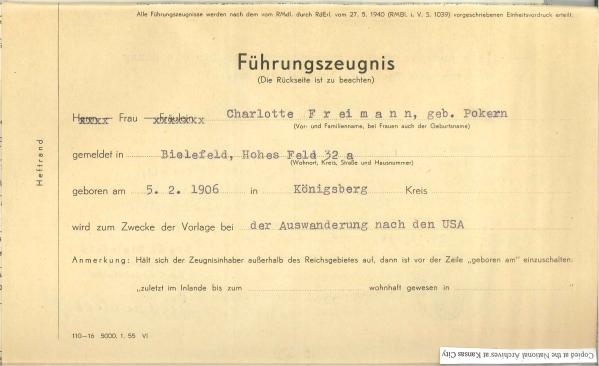 Alle Führungszeugnisse werden nach dem vom RMdI. durch RdErl. vom 27. 5. 1940 (RMBl. i. V. S. 1039) vorgeschriebenen Einheitsvordruck erteilt.
Führungszeugnis
(Die Rückseite ist zu beachten)
Herrn Frau Fräulein Charlotte F r e i m a n n, geb. Pokern
(Vor- und Familienname, bei Frauen auch der Geburtsname)
gemeldet in Bielefeld, Hohes Feld 32 a
(Wohnort, Kreis, Straße und Hausnummer)
geboren am 5. 2. 1906 in Königsberg Kreis
wird zum Zwecke der Vorlage bei der Auswanderung nach den USA
Anmerkung: Hält sich der Zeugnisinhaber außerhalb des Reichsgebietes auf, dann ist vor der Zeile „geboren am" einzuschalten:
„zuletzt im Inlande bis zum wohnhaft gewesen in "
110–16 5000. 1. 55 VI
Heftrand
Copied at the National Archives at Kansas City